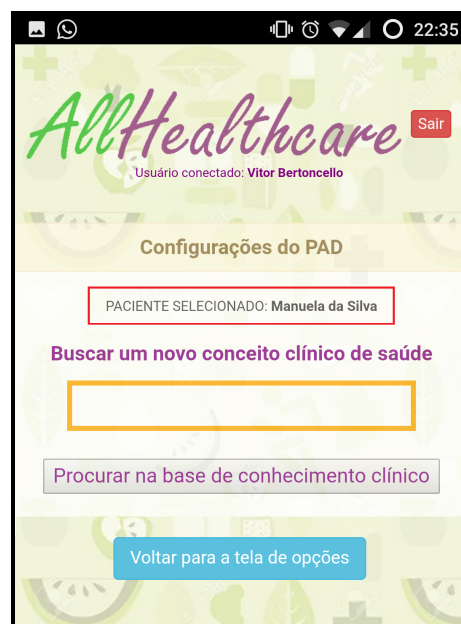 22:35
AllHealthcare
Sair
Usuário conectado: Vitor Bertoncello
Configurações do PAD
PACIENTE SELECIONADO: Manuela da Silva
Buscar um novo conceito clínico de saúde
Procurar na base de conhecimento clínico
Voltar para a tela de opções